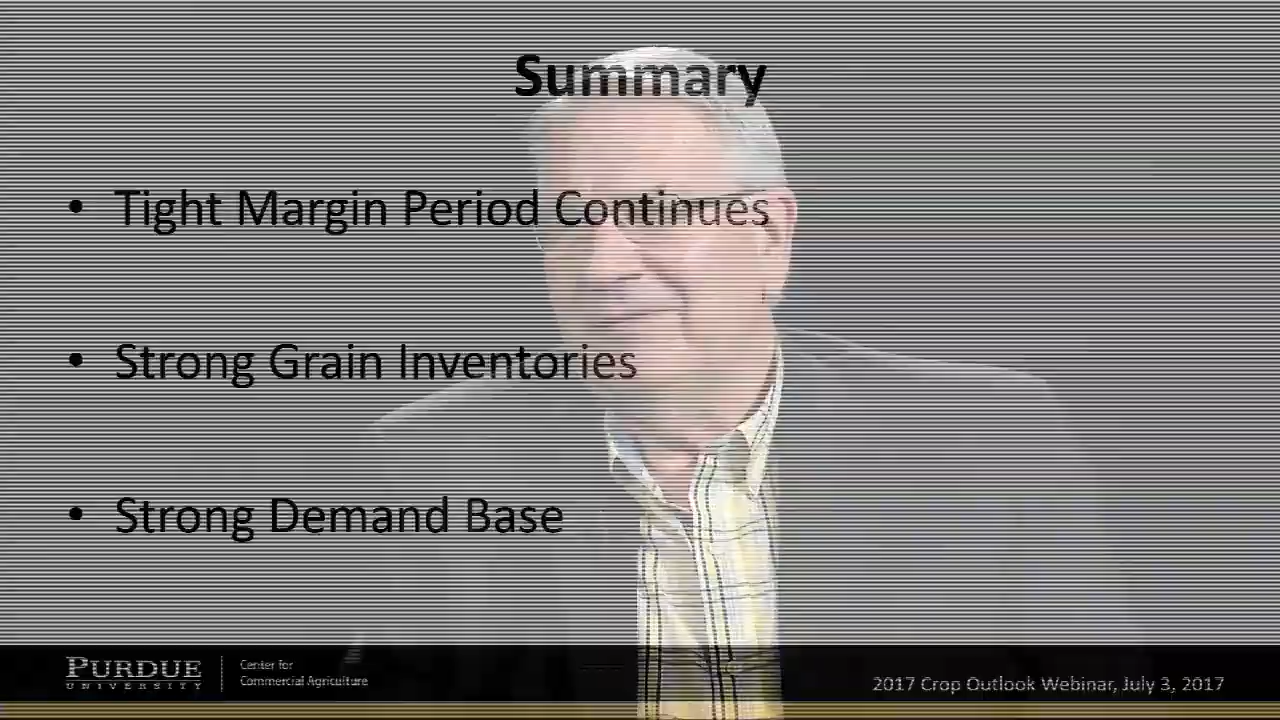 Summary
• Tight Margin Period Continues
• Strong Grain Inventories
• Strong Demand Base
PURDUE
UNIVERSITY
Center for
Commercial Agriculture
2017 Crop Outlook Webinar, July 3, 2017